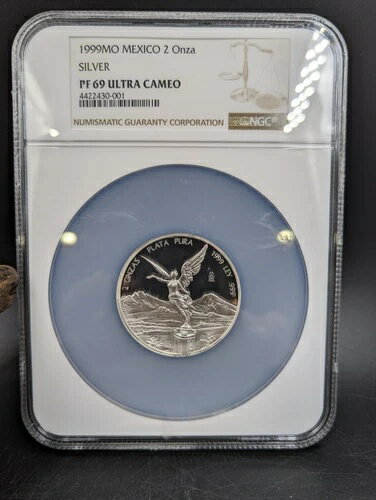 1999MO MEXICO 2 Onza
SILVER
PF 69 ULTRA CAMEO
4422430-001
NUMISMATIC GUARANTY CORPORATION NGC
2 ONZAS PLATA PURA 1999 LEY .999